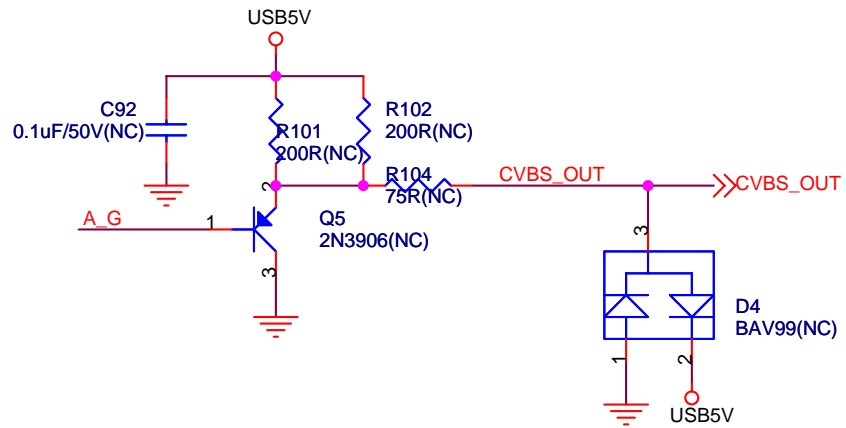 USB5V
C92
0.1uF/50V(NC)
R101
200R(NC)
R102
200R(NC)
R104
75R(NC)
CVBS_OUT
CVBS_OUT
2
A_G
1
Q5
2N3906(NC)
3
3
D4
BAV99(NC)
1
2
USB5V